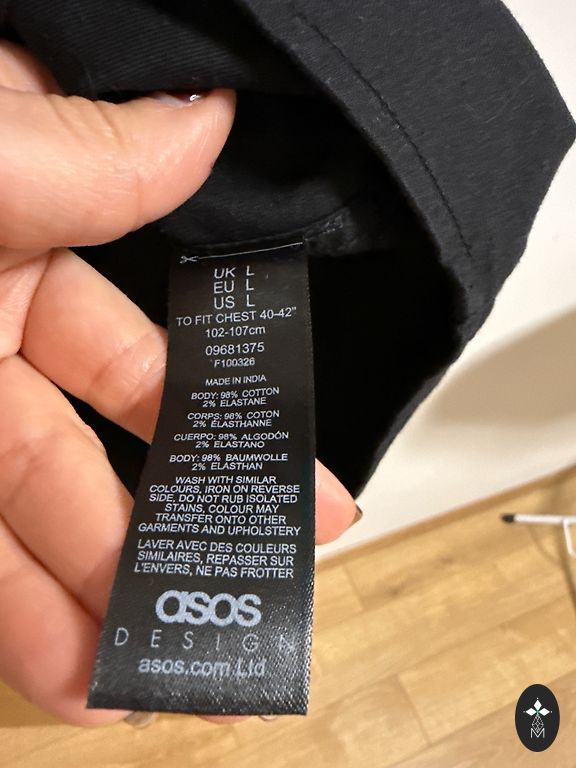 UK L
EU L
US L
TO FIT CHEST 40-42"
102-107cm
09681375
F100326
MADE IN INDIA
BODY: 98% COTTON
2% ELASTANE
CORPS: 98% COTON
2% ÉLASTHANNE
CUERPO: 98% ALGODÓN
2% ELASTANO
BODY: 98% BAUMWOLLE
2% ELASTHAN
WASH WITH SIMILAR
COLOURS, IRON ON REVERSE
SIDE, DO NOT RUB ISOLATED
STAINS, COLOUR MAY
TRANSFER ONTO OTHER
GARMENTS AND UPHOLSTERY
LAVER AVEC DES COULEURS
SIMILAIRES, REPASSER SUR
L'ENVERS, NE PAS FROTTER
asos
DESIGN
asos.com Ltd
M